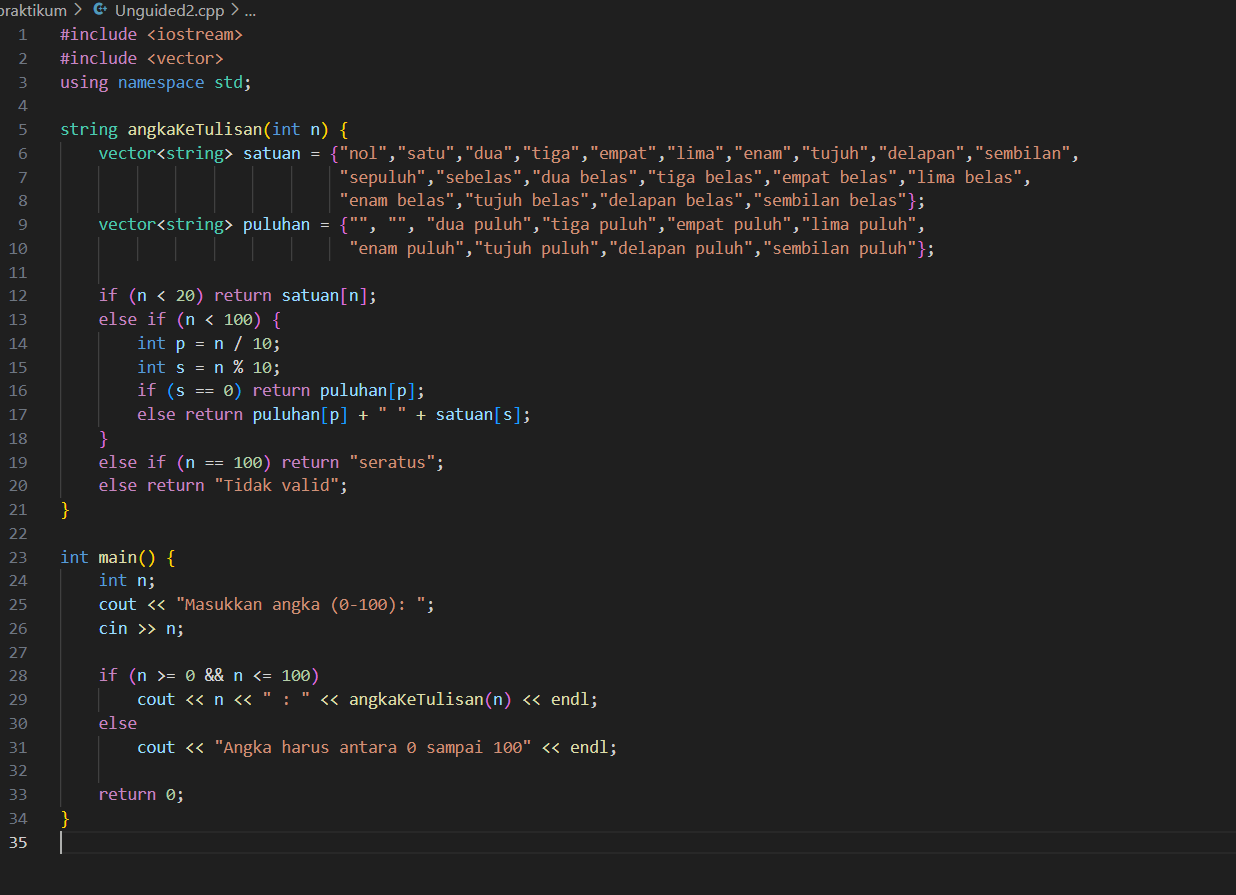 praktikum > Unguided2.cpp > ...
1 #include <iostream>
2 #include <vector>
3 using namespace std;
4
5 string angkaKeTulisan(int n) {
6     vector<string> satuan = {"nol","satu","dua","tiga","empat","lima","enam","tujuh","delapan","sembilan",
7                              "sepuluh","sebelas","dua belas","tiga belas","empat belas","lima belas",
8                              "enam belas","tujuh belas","delapan belas","sembilan belas"};
9     vector<string> puluhan = {"", "", "dua puluh","tiga puluh","empat puluh","lima puluh",
10                               "enam puluh","tujuh puluh","delapan puluh","sembilan puluh"};
11
12     if (n < 20) return satuan[n];
13     else if (n < 100) {
14         int p = n / 10;
15         int s = n % 10;
16         if (s == 0) return puluhan[p];
17         else return puluhan[p] + " " + satuan[s];
18     }
19     else if (n == 100) return "seratus";
20     else return "Tidak valid";
21 }
22
23 int main() {
24     int n;
25     cout << "Masukkan angka (0-100): ";
26     cin >> n;
27
28     if (n >= 0 && n <= 100)
29         cout << n << " : " << angkaKeTulisan(n) << endl;
30     else
31         cout << "Angka harus antara 0 sampai 100" << endl;
32
33     return 0;
34 }
35